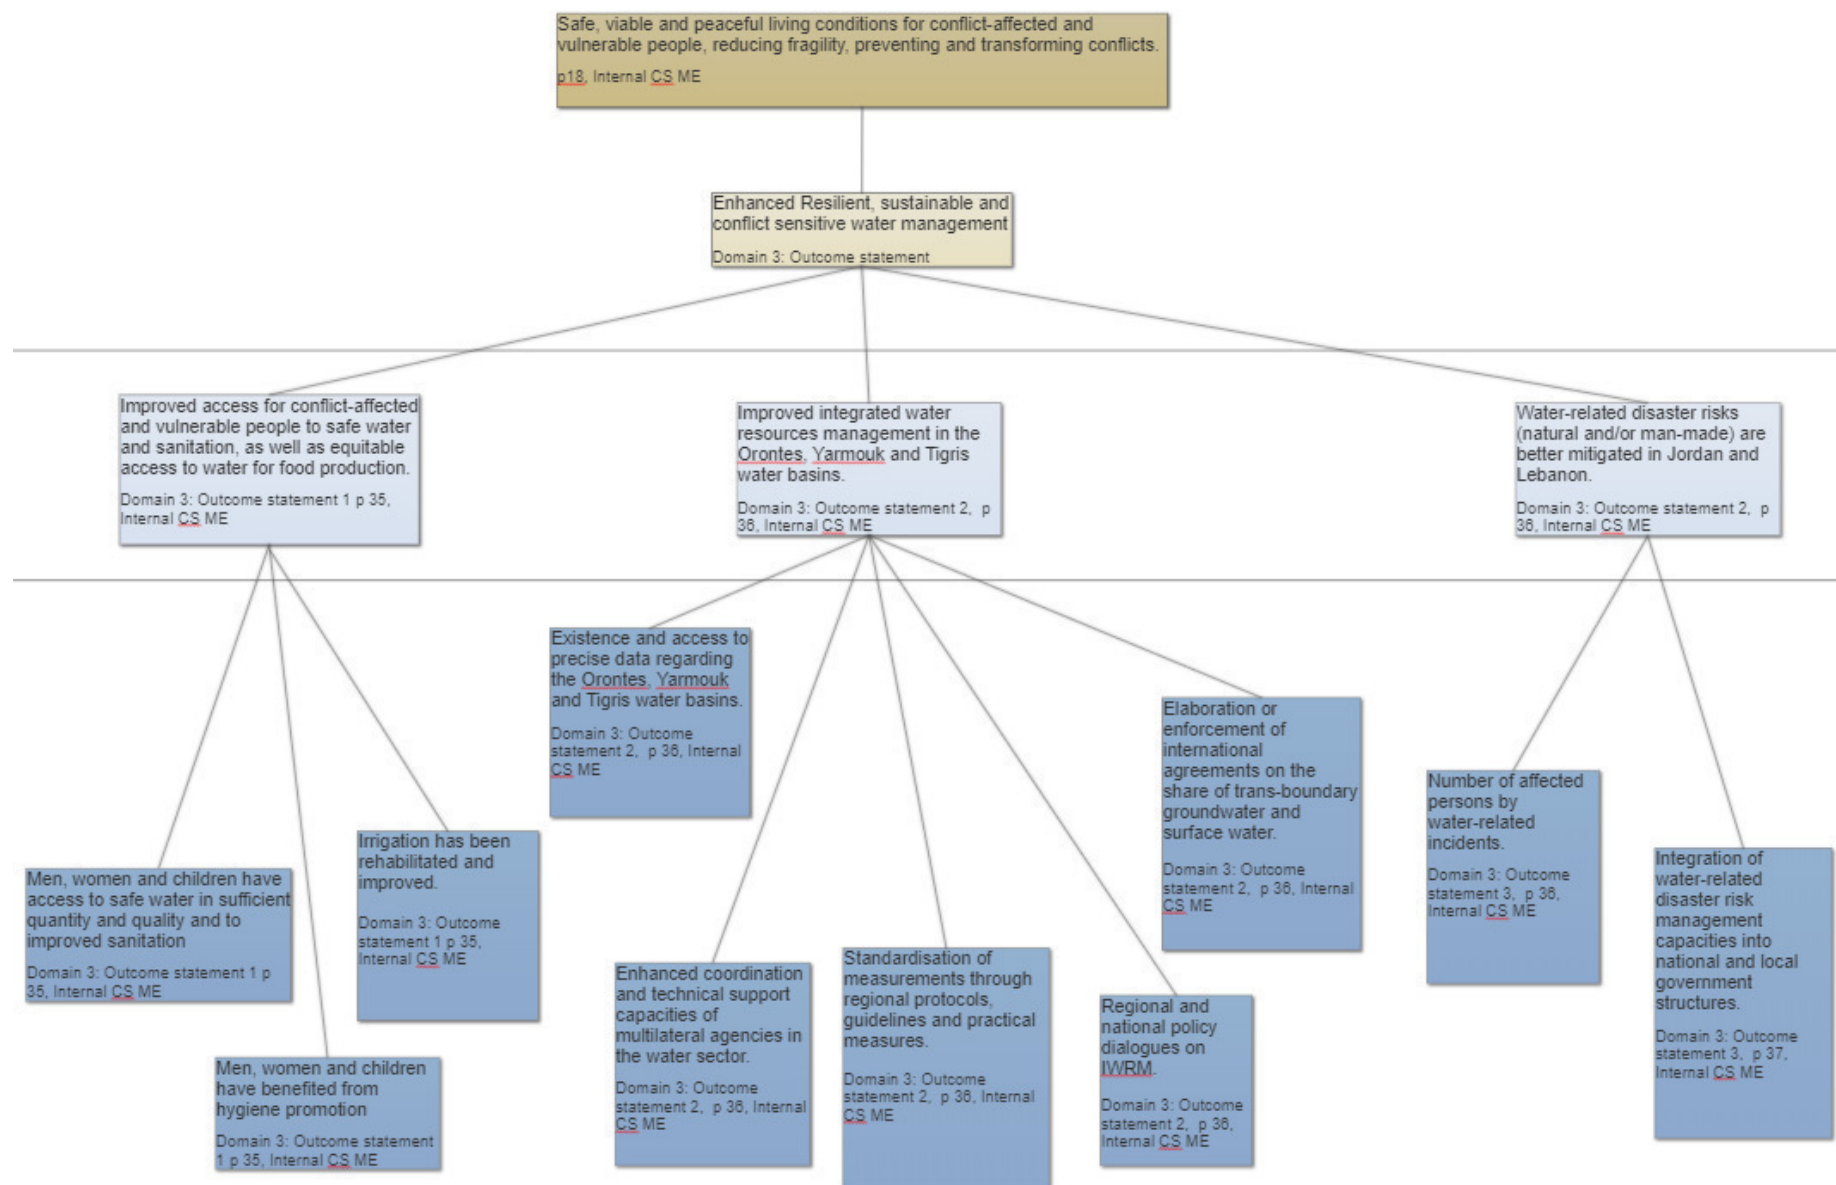 Safe, viable and peaceful living conditions for conflict-affected and
vulnerable people, reducing fragility, preventing and transforming conflicts.
p18, Internal CS ME
Enhanced Resilient, sustainable and
conflict sensitive water management
Domain 3: Outcome statement
Improved access for conflict-affected
and vulnerable people to safe water
and sanitation, as well as equitable
access to water for food production.
Domain 3: Outcome statement 1 p 35,
Internal CS ME
Improved integrated water
resources management in the
Orontes, Yarmouk and Tigris
water basins.
Domain 3: Outcome statement 2,  p
36, Internal CS ME
Water-related disaster risks
(natural and/or man-made) are
better mitigated in Jordan and
Lebanon.
Domain 3: Outcome statement 2,  p
36, Internal CS ME
Men, women and children have
access to safe water in sufficient
quantity and quality and to
improved sanitation
Domain 3: Outcome statement 1 p
35, Internal CS ME
Men, women and children
have benefited from
hygiene promotion
Domain 3: Outcome statement
1 p 35, Internal CS ME
Irrigation has been
rehabilitated and
improved.
Domain 3: Outcome
statement 1 p 35,
Internal CS ME
Existence and access to
precise data regarding
the Orontes, Yarmouk
and Tigris water basins.
Domain 3: Outcome
statement 2,  p 36, Internal
CS ME
Enhanced coordination
and technical support
capacities of
multilateral agencies in
the water sector.
Domain 3: Outcome
statement 2,  p 36, Internal
CS ME
Standardisation of
measurements through
regional protocols,
guidelines and practical
measures.
Domain 3: Outcome
statement 2,  p 36, Internal
CS ME
Regional and
national policy
dialogues on
IWRM.
Domain 3: Outcome
statement 2,  p 36,
Internal CS ME
Elaboration or
enforcement of
international
agreements on the
share of trans-boundary
groundwater and
surface water.
Domain 3: Outcome
statement 2,  p 36, Internal
CS ME
Number of affected
persons by
water-related
incidents.
Domain 3: Outcome
statement 3,  p 36,
Internal CS ME
Integration of
water-related
disaster risk
management
capacities into
national and local
government
structures.
Domain 3: Outcome
statement 3,  p 37,
Internal CS ME